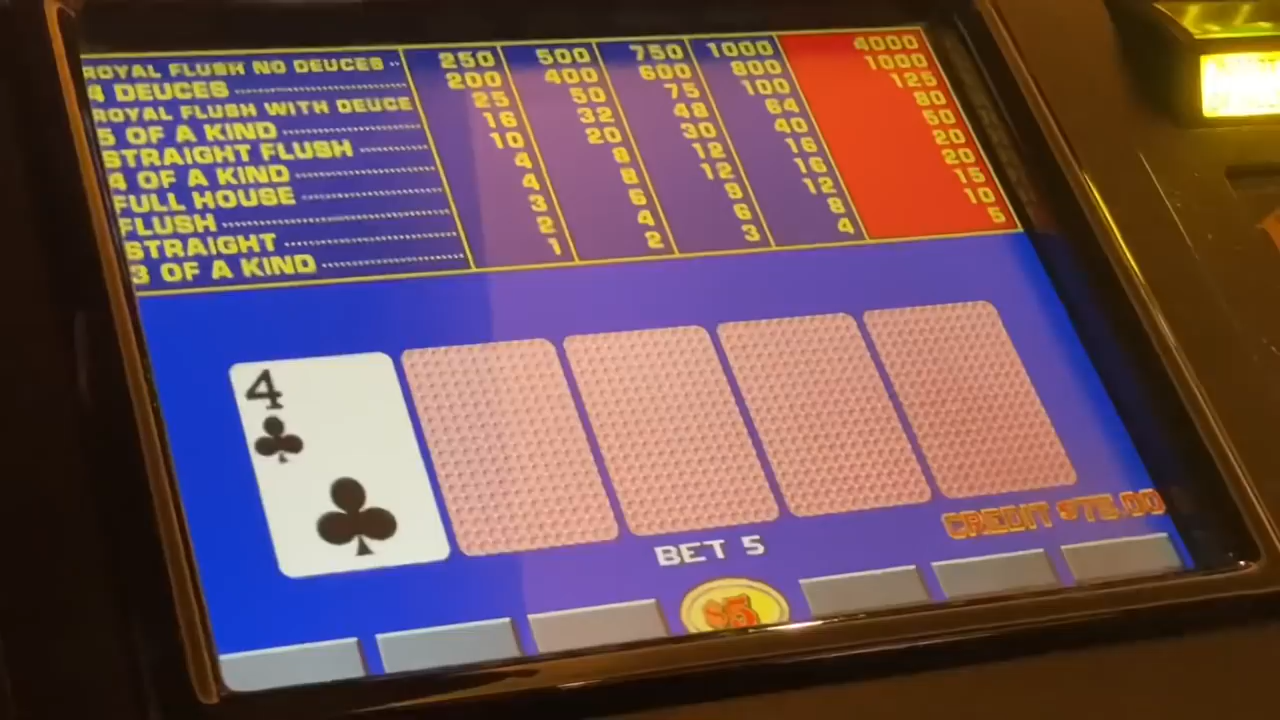 ROYAL FLUSH NO DEUCES .. 250 500 750 1000 4000
4 DEUCES 200 400 600 800 1000
ROYAL FLUSH WITH DEUCE 25 50 75 100 125
5 OF A KIND 16 32 48 64 80
STRAIGHT FLUSH 10 20 30 40 50
4 OF A KIND 4 8 12 16 20
FULL HOUSE 4 8 12 16 20
FLUSH 3 6 9 12 15
STRAIGHT 2 4 6 8 10
3 OF A KIND 1 2 3 4 5
4
BET 5
CREDIT $75.00
$5